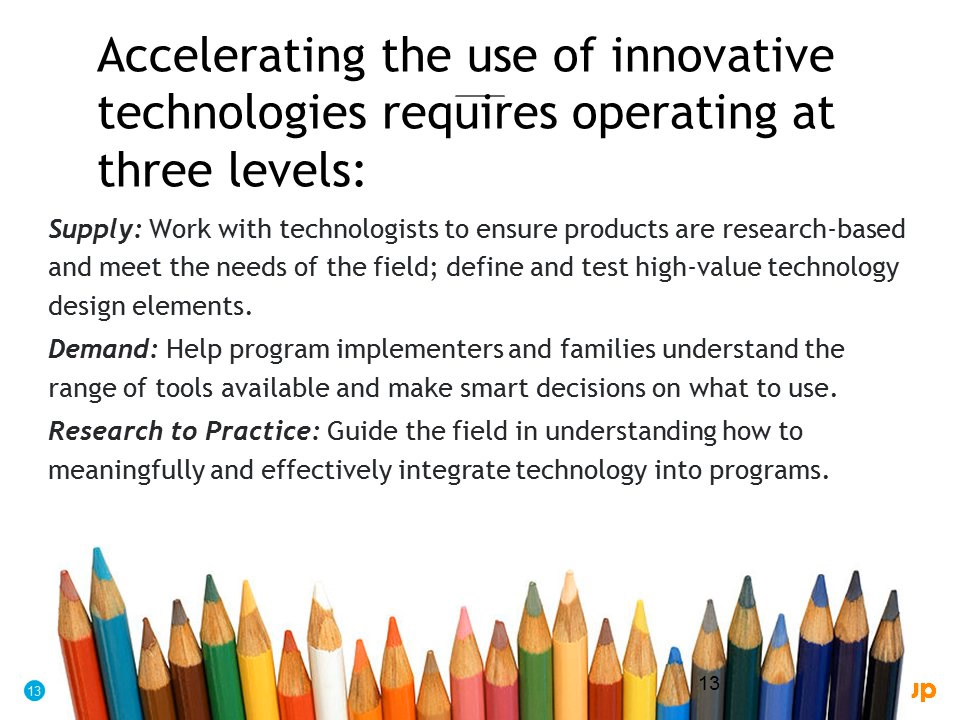 Accelerating the use of innovative
technologies requires operating at
three levels:
Supply: Work with technologists to ensure products are research-based
and meet the needs of the field; define and test high-value technology
design elements.
Demand: Help program implementers and families understand the
range of tools available and make smart decisions on what to use.
Research to Practice: Guide the field in understanding how to
meaningfully and effectively integrate technology into programs.
13
13
up